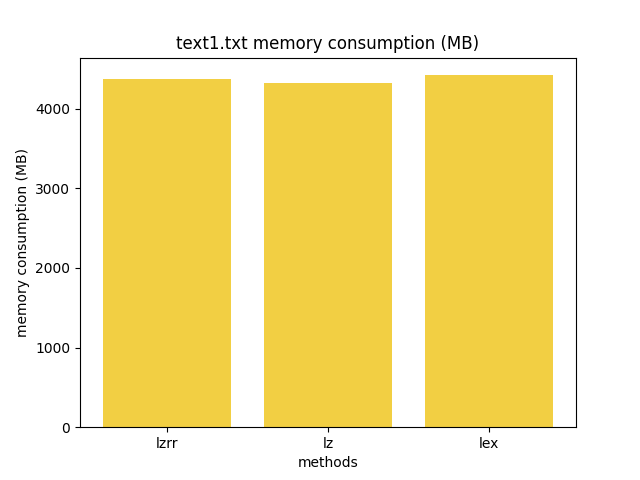 text1.txt memory consumption (MB)
memory consumption (MB)
4000
3000
2000
1000
0
lzrr
lz
lex
methods